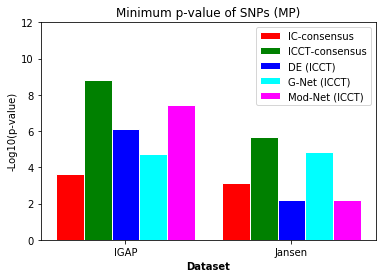 Minimum p-value of SNPs (MP)
12
10
8
6
4
2
0
-Log10(p-value)
IC-consensus
ICCT-consensus
DE (ICCT)
G-Net (ICCT)
Mod-Net (ICCT)
IGAP
Jansen
Dataset